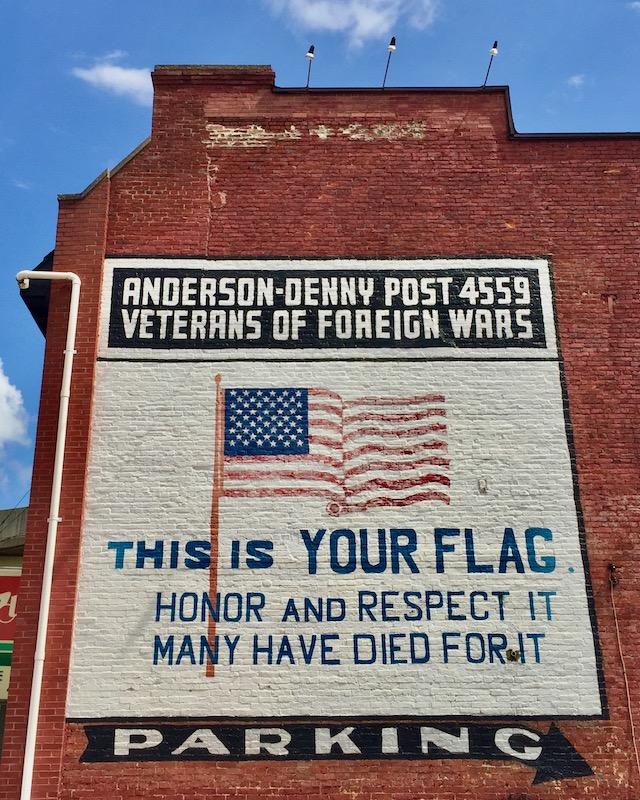 ANDERSON-DENNY POST 4559
VETERANS OF FOREIGN WARS
THIS IS YOUR FLAG.
HONOR AND RESPECT IT
MANY HAVE DIED FOR IT
PARKING